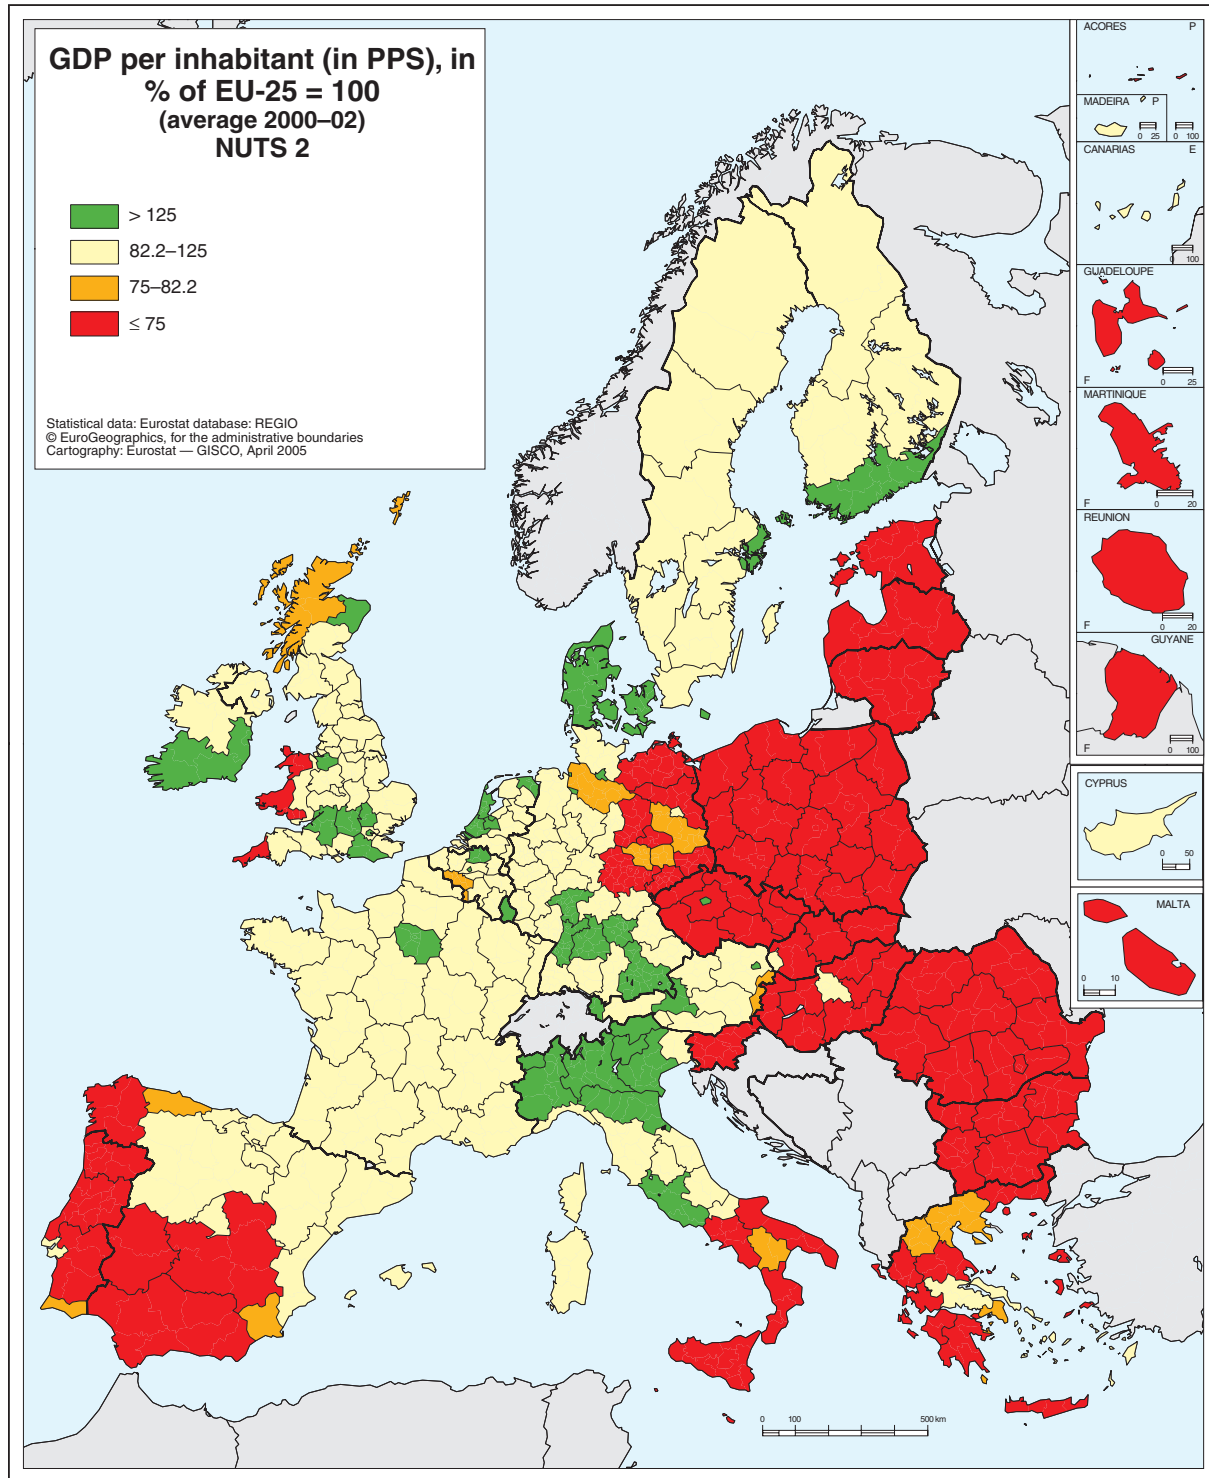 GDP per inhabitant (in PPS), in
% of EU-25 = 100
(average 2000–02)
NUTS 2
> 125
82.2–125
75–82.2
≤ 75
Statistical data: Eurostat database: REGIO
© EuroGeographics, for the administrative boundaries
Cartography: Eurostat — GISCO, April 2005
ACORES P
MADEIRA P
0 25 0 100
CANARIAS E
0 100
GUADELOUPE
F 0 25
MARTINIQUE
F 0 20
REUNION
F 0 20
GUYANE
F 0 100
CYPRUS
0 50
MALTA
0 10
0 100 500 km